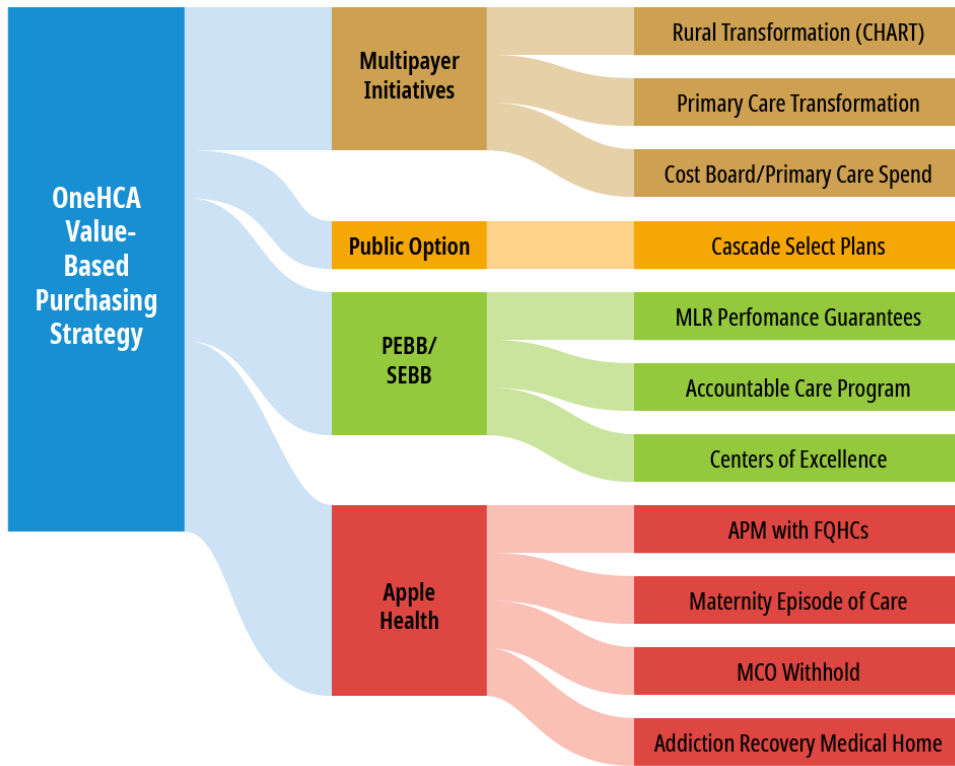 OneHCA
Value-
Based
Purchasing
Strategy
Multipayer
Initiatives
Rural Transformation (CHART)
Primary Care Transformation
Cost Board/Primary Care Spend
Public Option
Cascade Select Plans
PEBB/
SEBB
MLR Perfomance Guarantees
Accountable Care Program
Centers of Excellence
Apple
Health
APM with FQHCs
Maternity Episode of Care
MCO Withhold
Addiction Recovery Medical Home